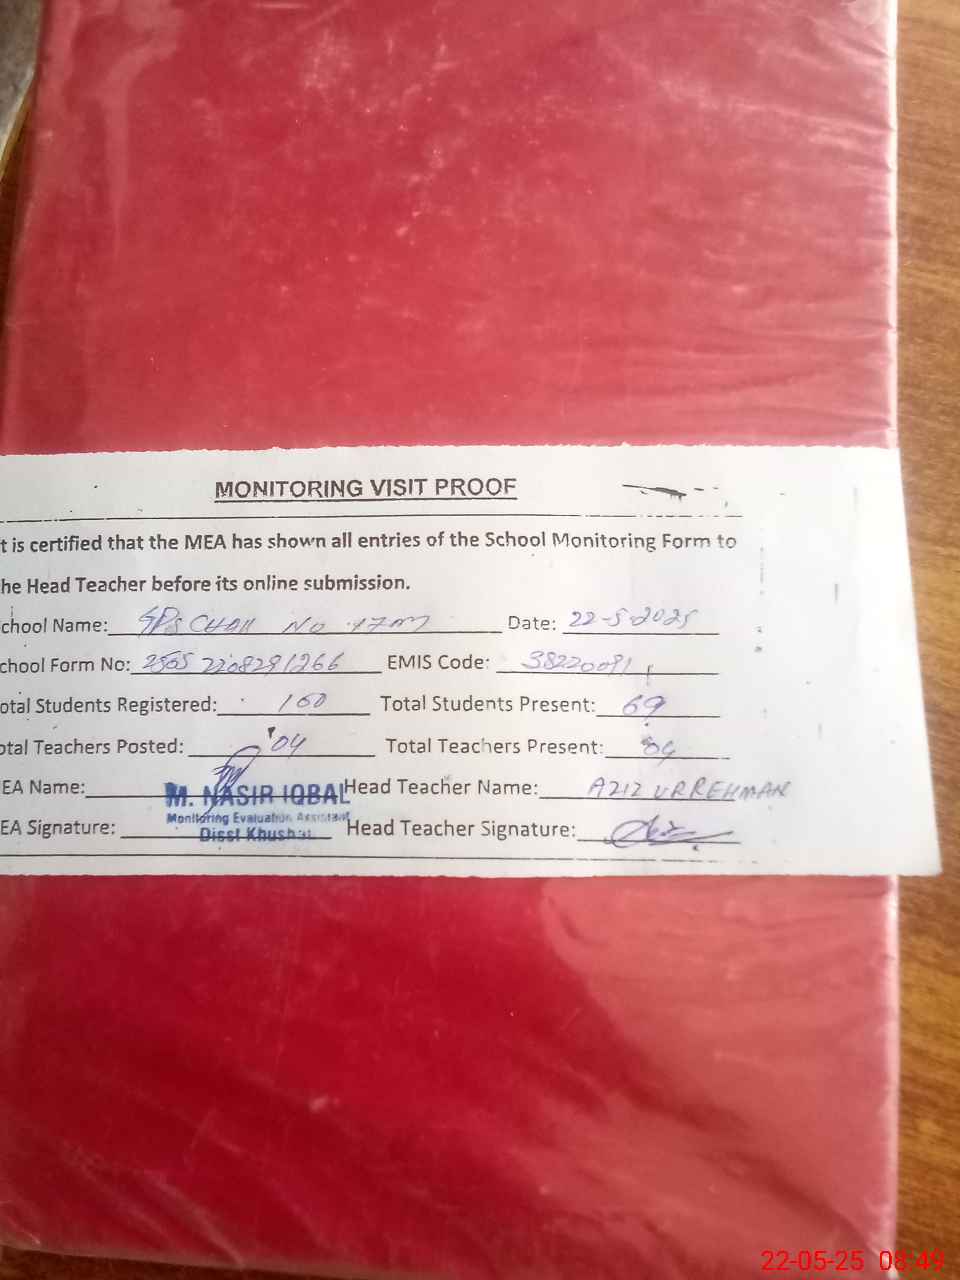 MONITORING VISIT PROOF
t is certified that the MEA has shown all entries of the School Monitoring Form to
he Head Teacher before its online submission.
chool Name: GPS CHAH NO 17M Date: 22-5-2025
chool Form No: 2505 2208291266 EMIS Code: 38220091
otal Students Registered: 160 Total Students Present: 69
otal Teachers Posted: 04 Total Teachers Present: 04
EA Name: M. NASIR IQBAL Head Teacher Name: AZIZ UR REHMAN
Monitoring Evaluation Assistant
EA Signature: Disst Khushab Head Teacher Signature:
22-05-25 08:49